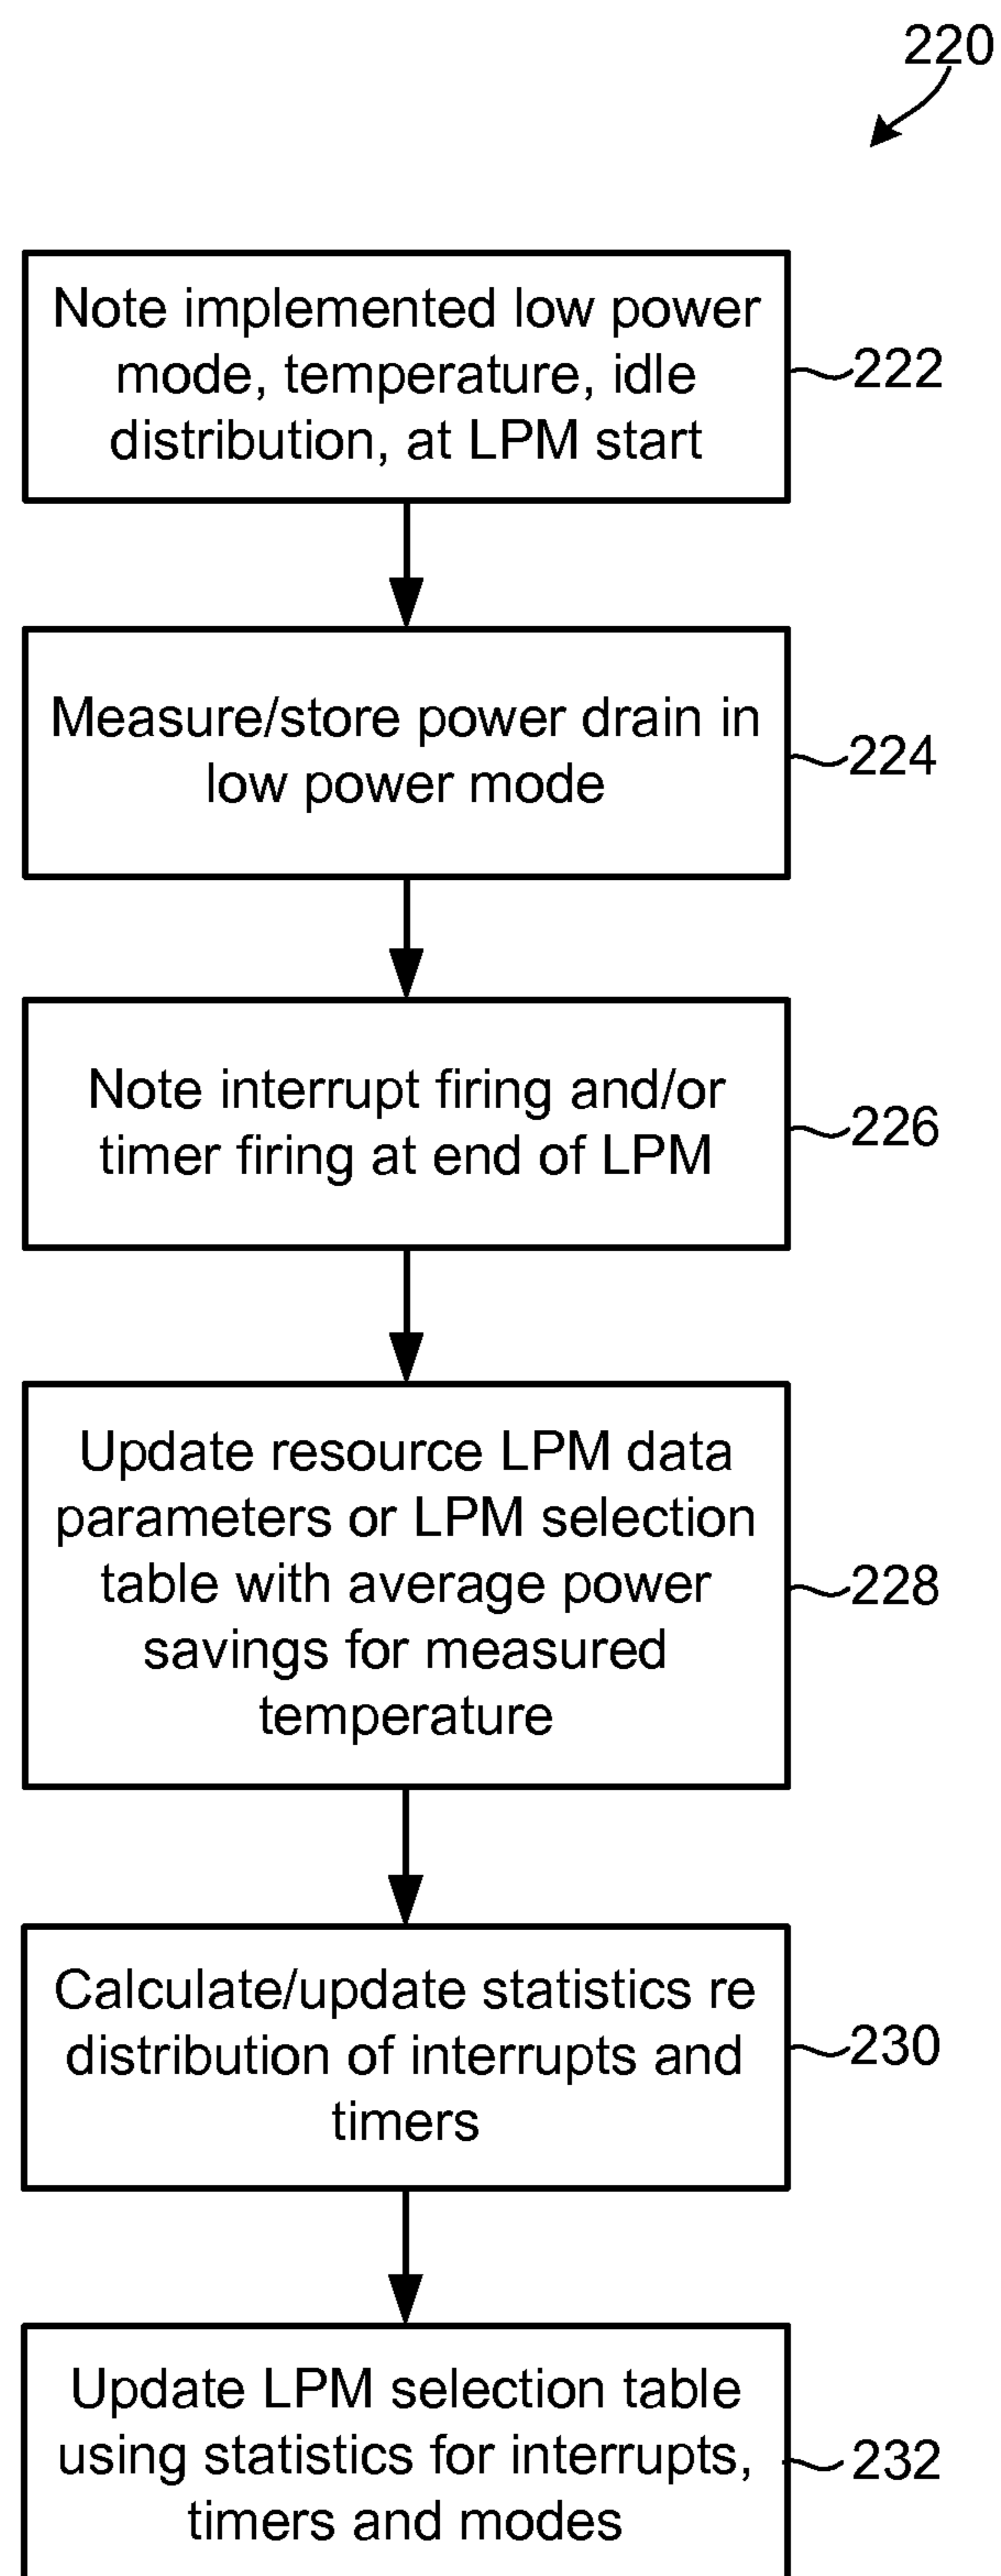 220
Note implemented low power
mode, temperature, idle
distribution, at LPM start
222
Measure/store power drain in
low power mode
224
Note interrupt firing and/or
timer firing at end of LPM
226
Update resource LPM data
parameters or LPM selection
table with average power
savings for measured
temperature
228
Calculate/update statistics re
distribution of interrupts and
timers
230
Update LPM selection table
using statistics for interrupts,
timers and modes
232